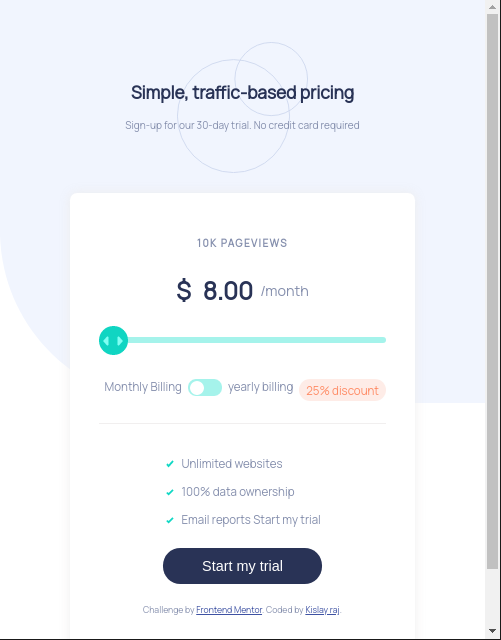 Simple, traffic-based pricing
Sign-up for our 30-day trial. No credit card required
10K PAGEVIEWS
$ 8.00 /month
Monthly Billing yearly billing 25% discount
Unlimited websites
100% data ownership
Email reports Start my trial
Start my trial
Challenge by Frontend Mentor. Coded by Kislay raj.